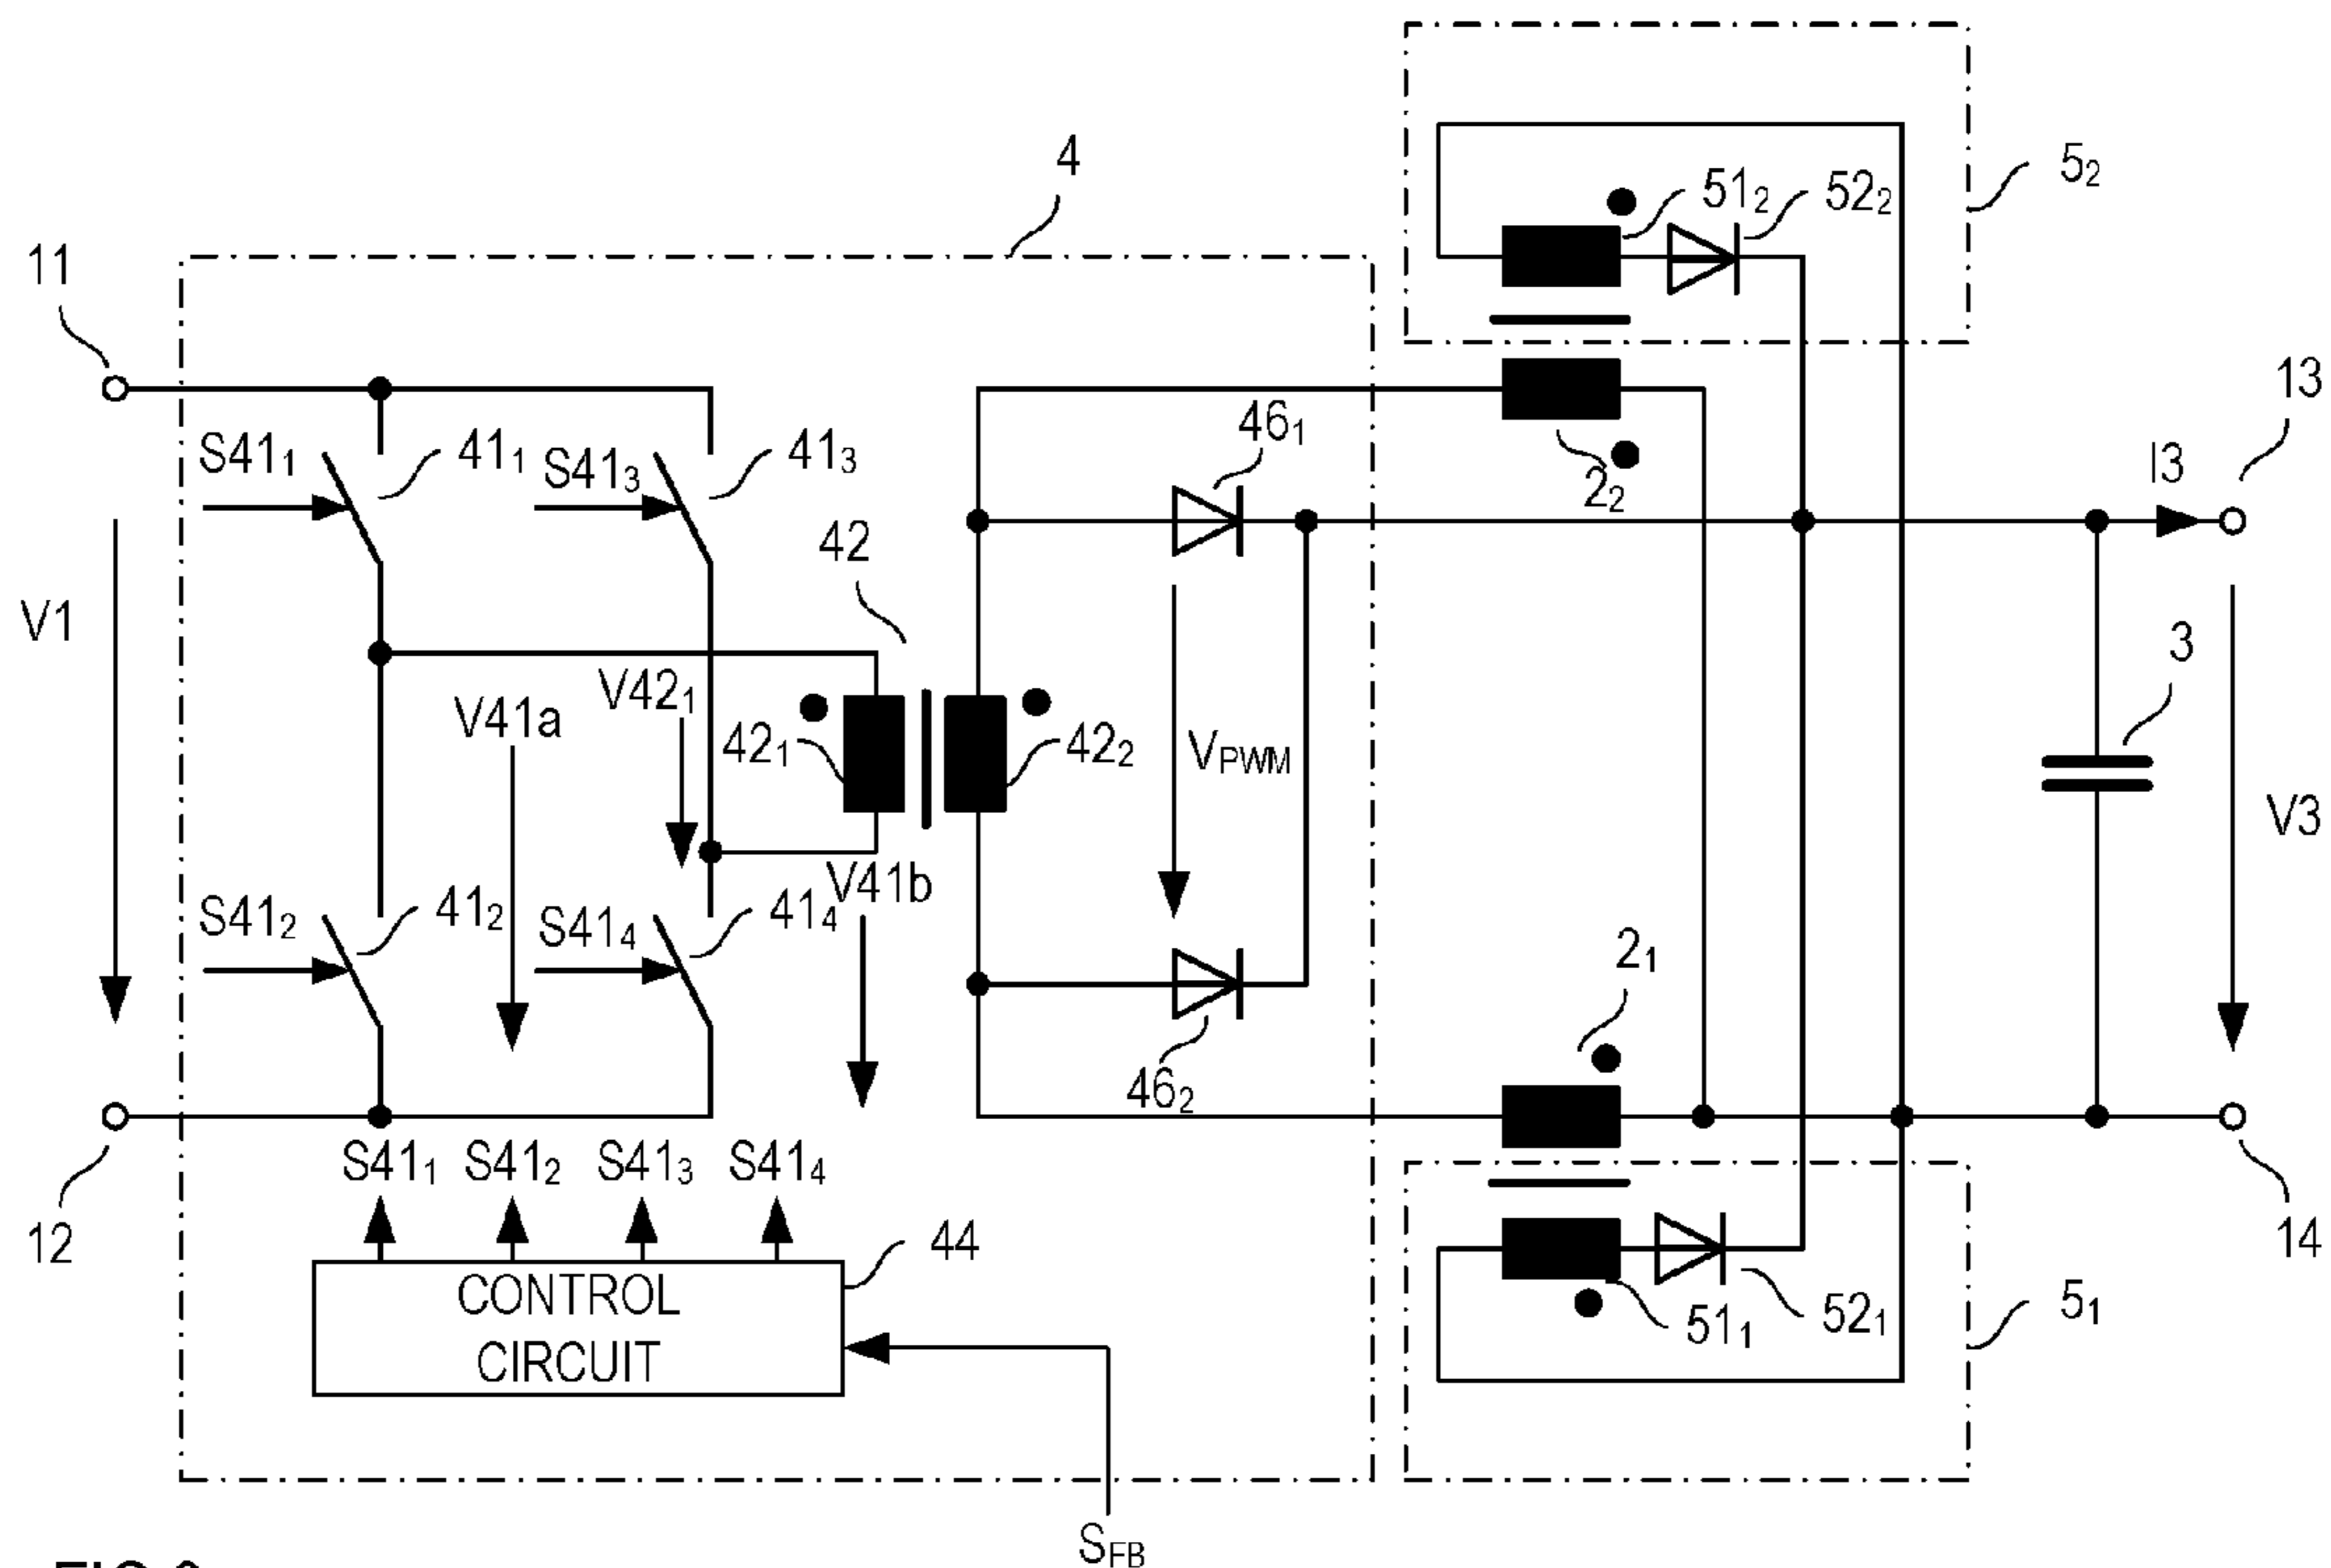 4
5₂
51₂
52₂
11
13
46₁
S41₁
41₁
S41₃
41₃
2₂
I3
42
V1
3
V42₁
V41a
42₁
42₂
V_PWM
V3
V41b
S41₂
41₂
S41₄
41₄
2₁
46₂
12
S41₁
S41₂
S41₃
S41₄
14
44
CONTROL
CIRCUIT
51₁
52₁
5₁
S_FB